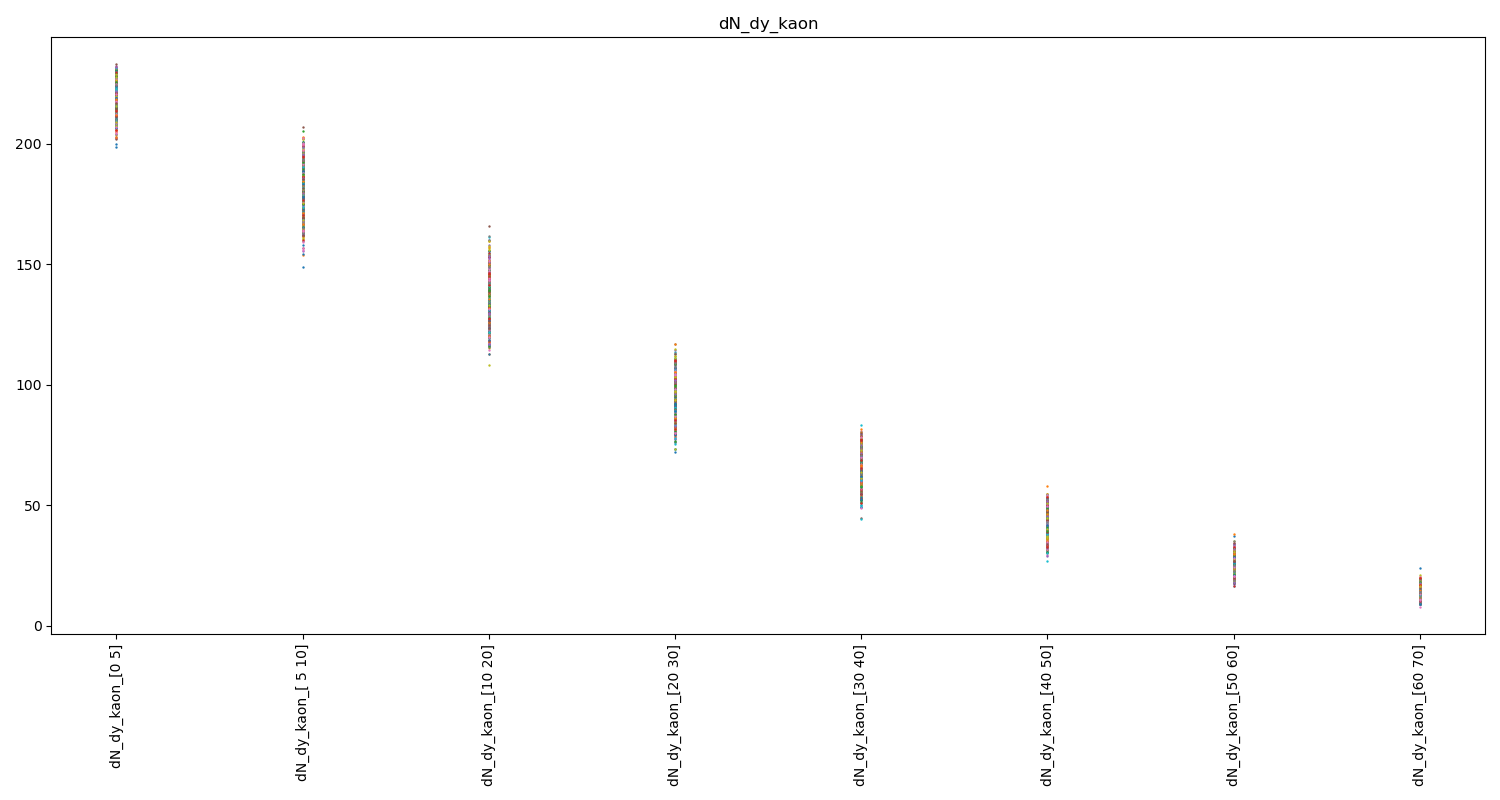 dN_dy_kaon
200
150
100
50
0
dN_dy_kaon_[0 5]
dN_dy_kaon_[ 5 10]
dN_dy_kaon_[10 20]
dN_dy_kaon_[20 30]
dN_dy_kaon_[30 40]
dN_dy_kaon_[40 50]
dN_dy_kaon_[50 60]
dN_dy_kaon_[60 70]